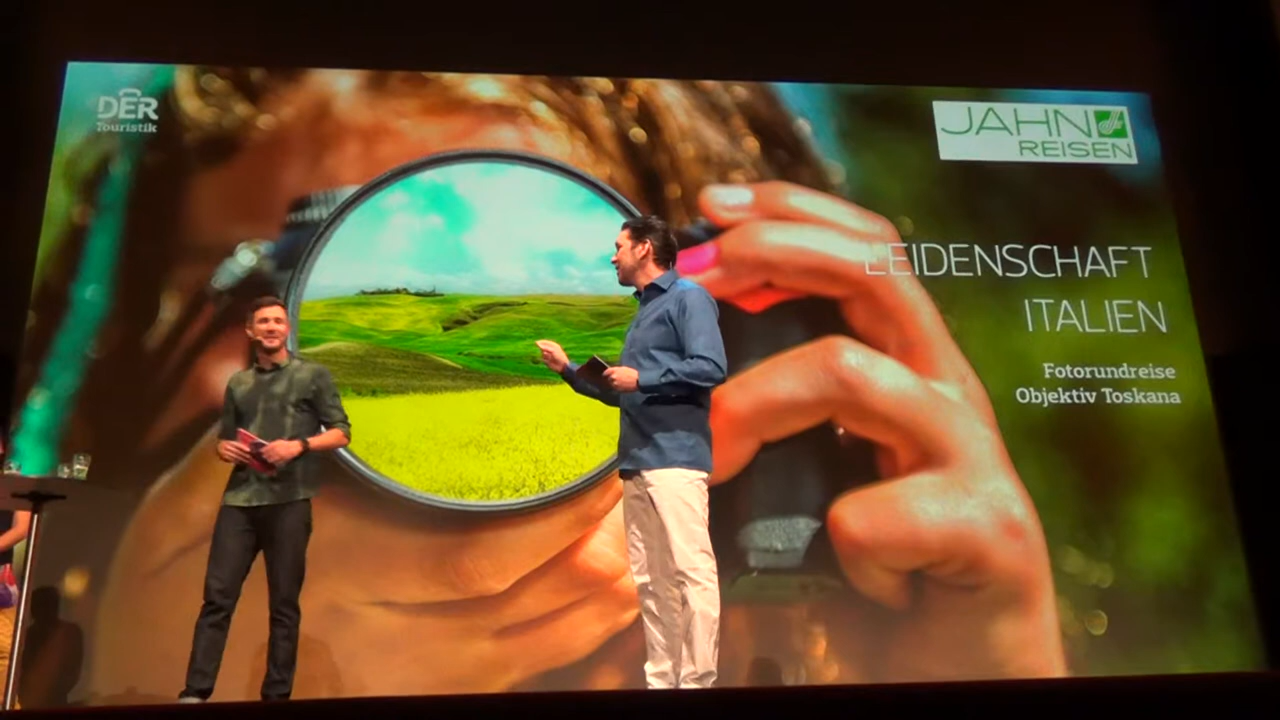 DER
Touristik
JAHN
REISEN
LEIDENSCHAFT
ITALIEN
Fotorundreise
Objektiv Toskana